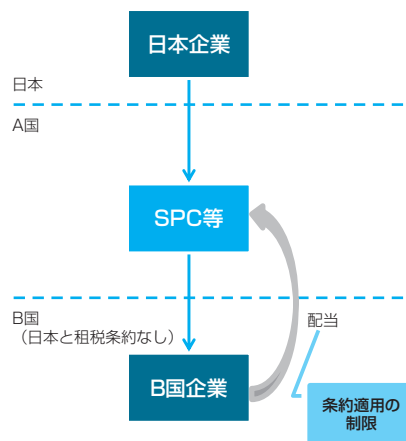 日本企業
日本
A国
SPC等
B国
（日本と租税条約なし）
配当
B国企業
条約適用の
制限